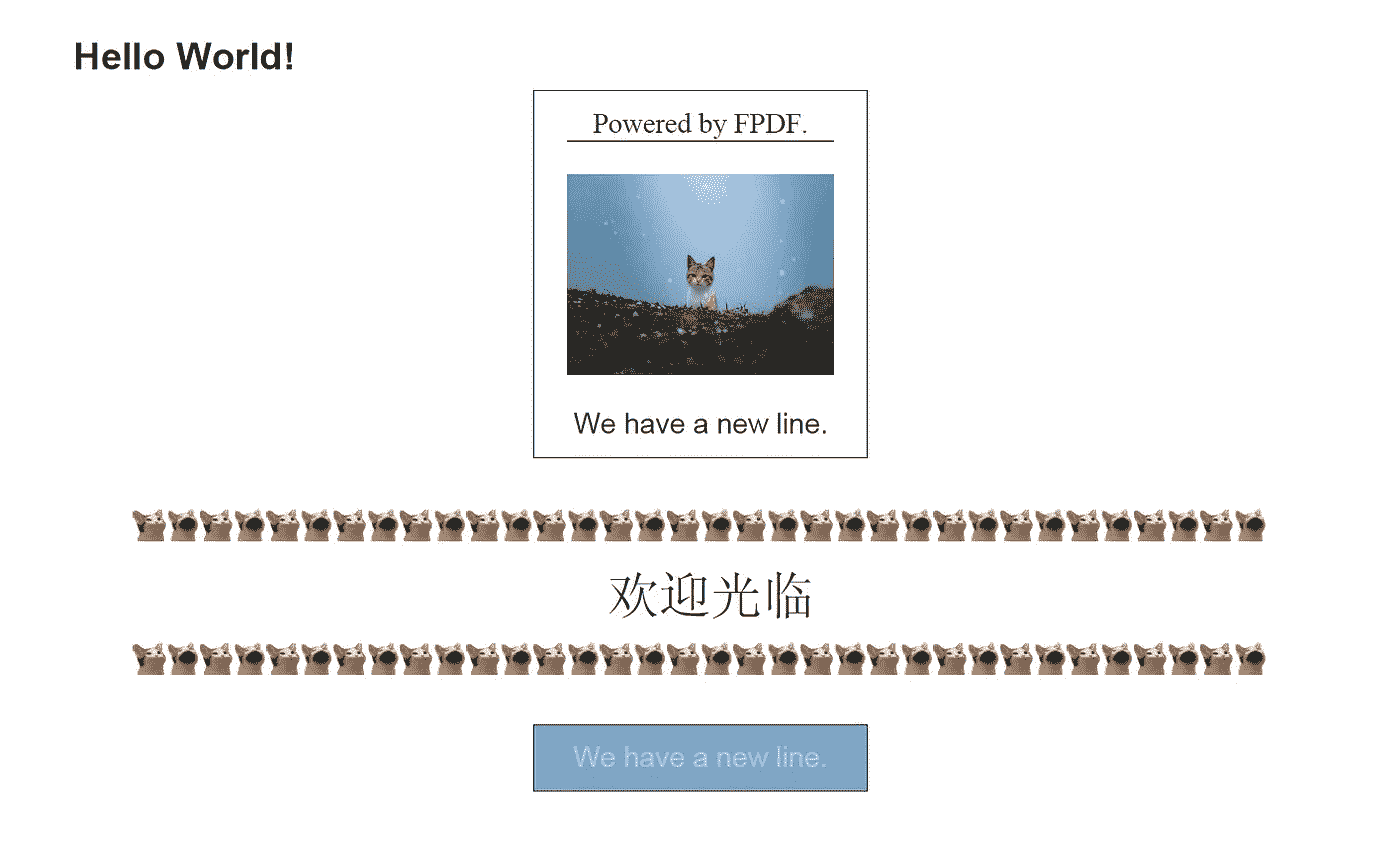 Hello World!
Powered by FPDF.
We have a new line.
欢迎光临
We have a new line.